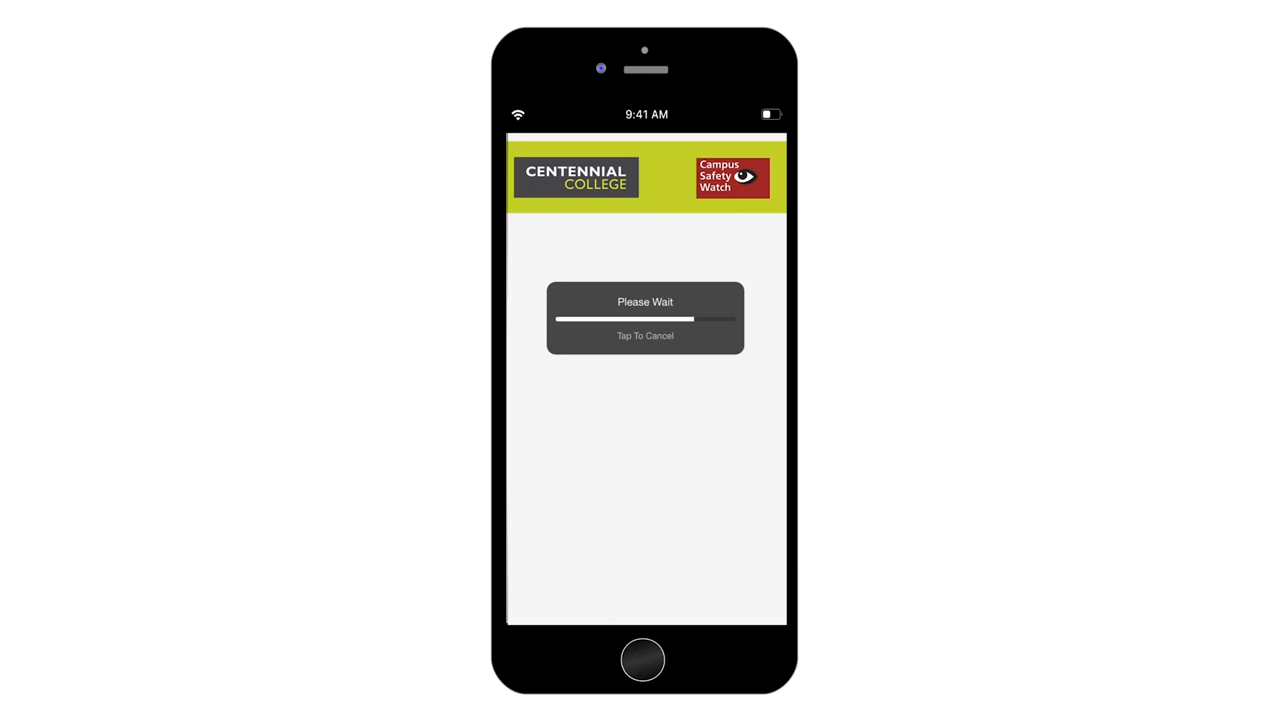 9:41 AM
CENTENNIAL
COLLEGE
Campus
Safety
Watch
Please Wait
Tap To Cancel